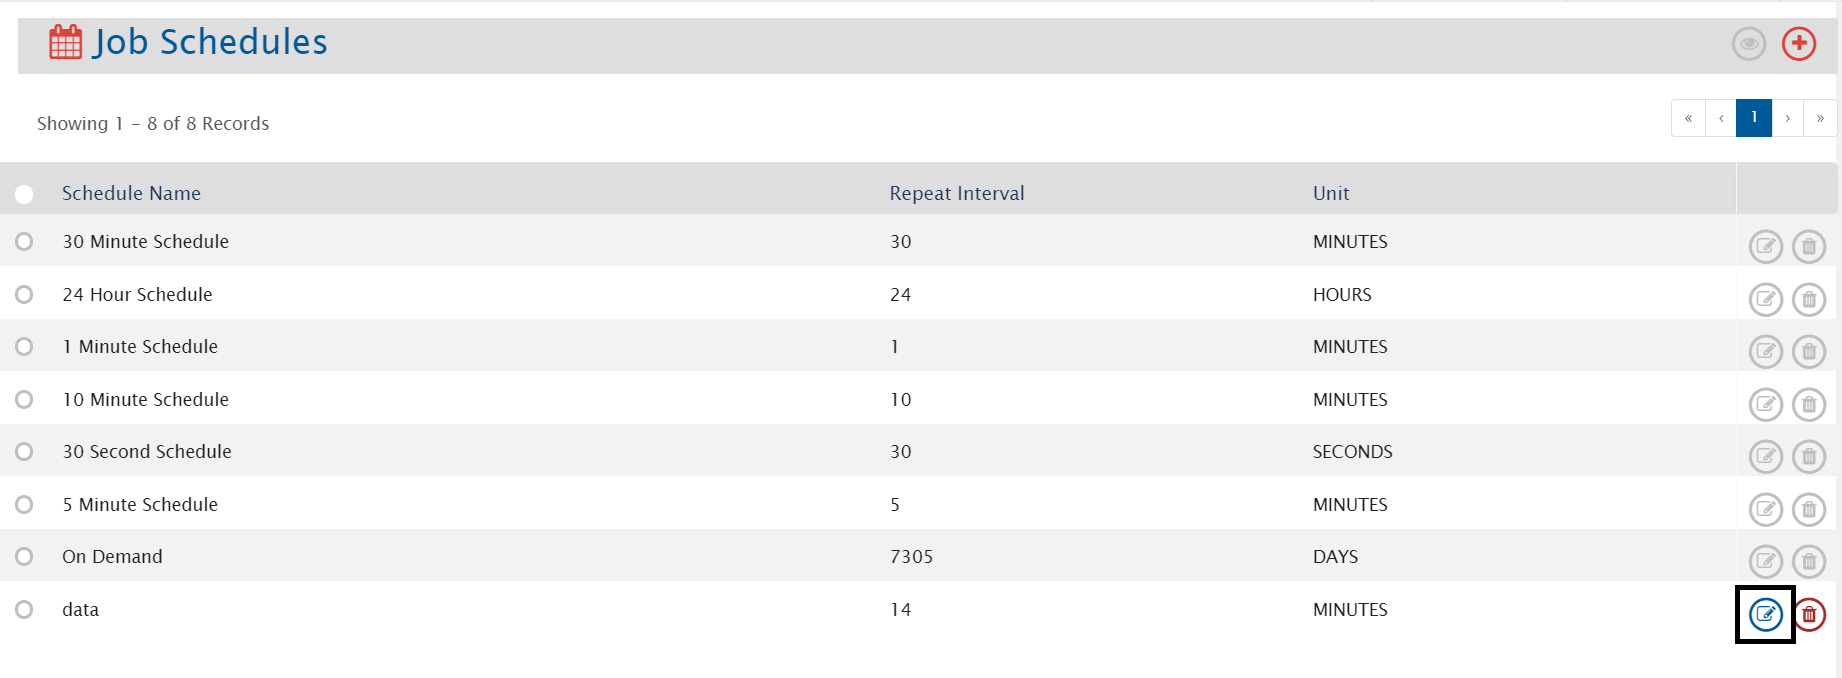 Job Schedules
Showing 1 - 8 of 8 Records
« ‹ 1 › »
Schedule Name Repeat Interval Unit
30 Minute Schedule 30 MINUTES
24 Hour Schedule 24 HOURS
1 Minute Schedule 1 MINUTES
10 Minute Schedule 10 MINUTES
30 Second Schedule 30 SECONDS
5 Minute Schedule 5 MINUTES
On Demand 7305 DAYS
data 14 MINUTES